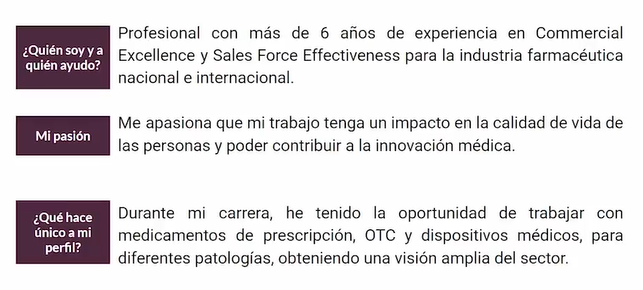 ¿Quién soy y a
quién ayudo?
Profesional con más de 6 años de experiencia en Commercial
Excellence y Sales Force Effectiveness para la industria farmacéutica
nacional e internacional.
Mi pasión
Me apasiona que mi trabajo tenga un impacto en la calidad de vida de
las personas y poder contribuir a la innovación médica.
¿Qué hace
único a mi
perfil?
Durante mi carrera, he tenido la oportunidad de trabajar con
medicamentos de prescripción, OTC y dispositivos médicos, para
diferentes patologías, obteniendo una visión amplia del sector.